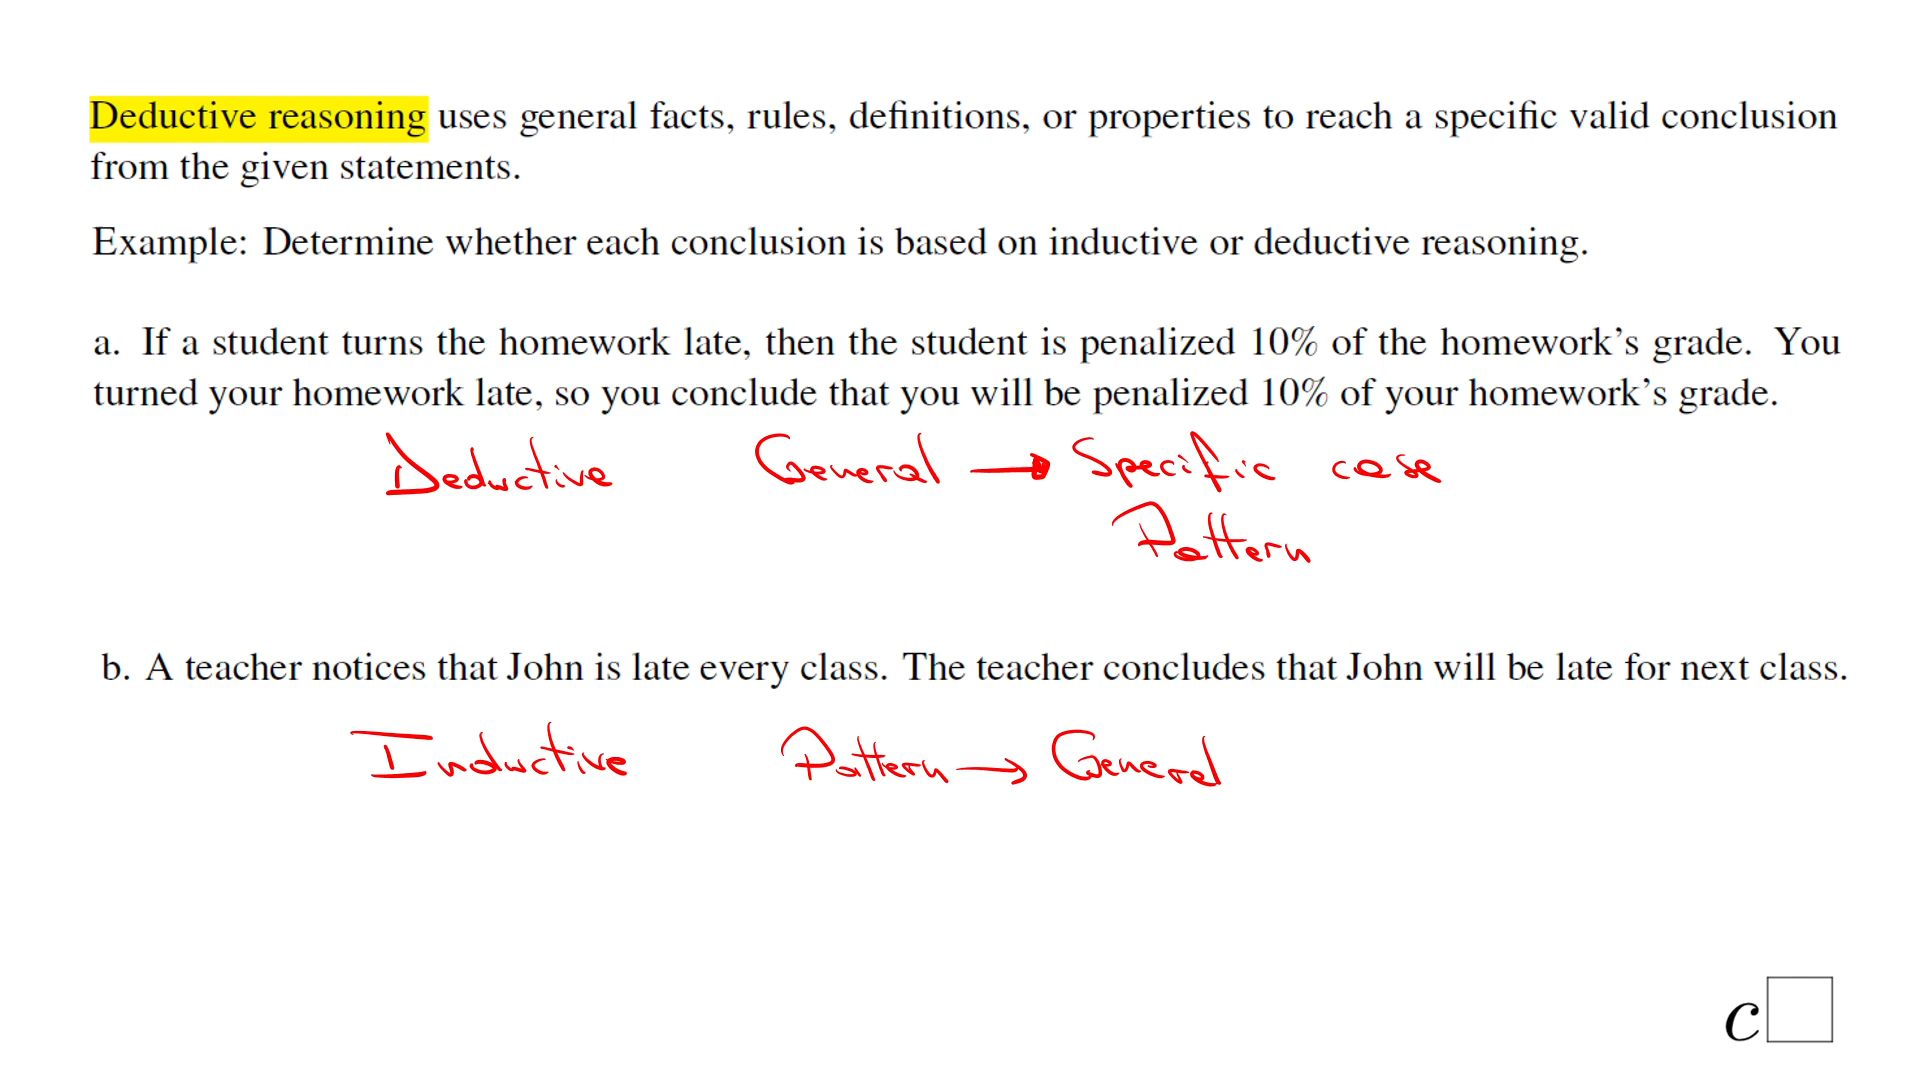 Deductive reasoning uses general facts, rules, definitions, or properties to reach a specific valid conclusion
from the given statements.
Example: Determine whether each conclusion is based on inductive or deductive reasoning.
a. If a student turns the homework late, then the student is penalized 10% of the homework's grade. You
turned your homework late, so you conclude that you will be penalized 10% of your homework's grade.
Deductive General → Specific case
Pattern
b. A teacher notices that John is late every class. The teacher concludes that John will be late for next class.
Inductive Pattern → General
c